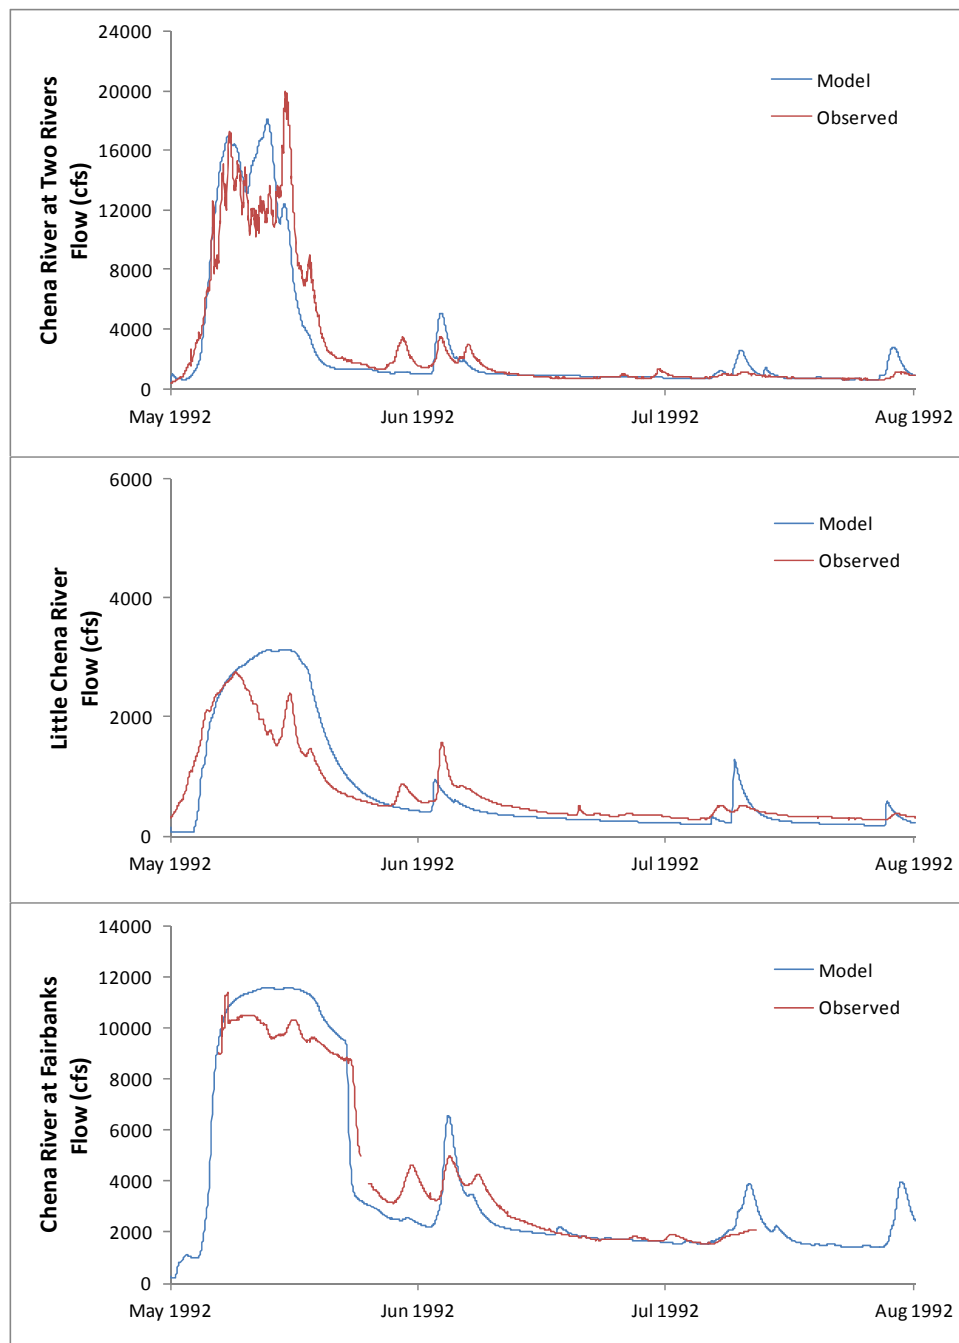 Chena River at Two Rivers
Flow (cfs)
24000
20000
16000
12000
8000
4000
0
May 1992
Jun 1992
Jul 1992
Aug 1992
Model
Observed
Little Chena River
Flow (cfs)
6000
4000
2000
0
May 1992
Jun 1992
Jul 1992
Aug 1992
Model
Observed
Chena River at Fairbanks
Flow (cfs)
14000
12000
10000
8000
6000
4000
2000
0
May 1992
Jun 1992
Jul 1992
Aug 1992
Model
Observed